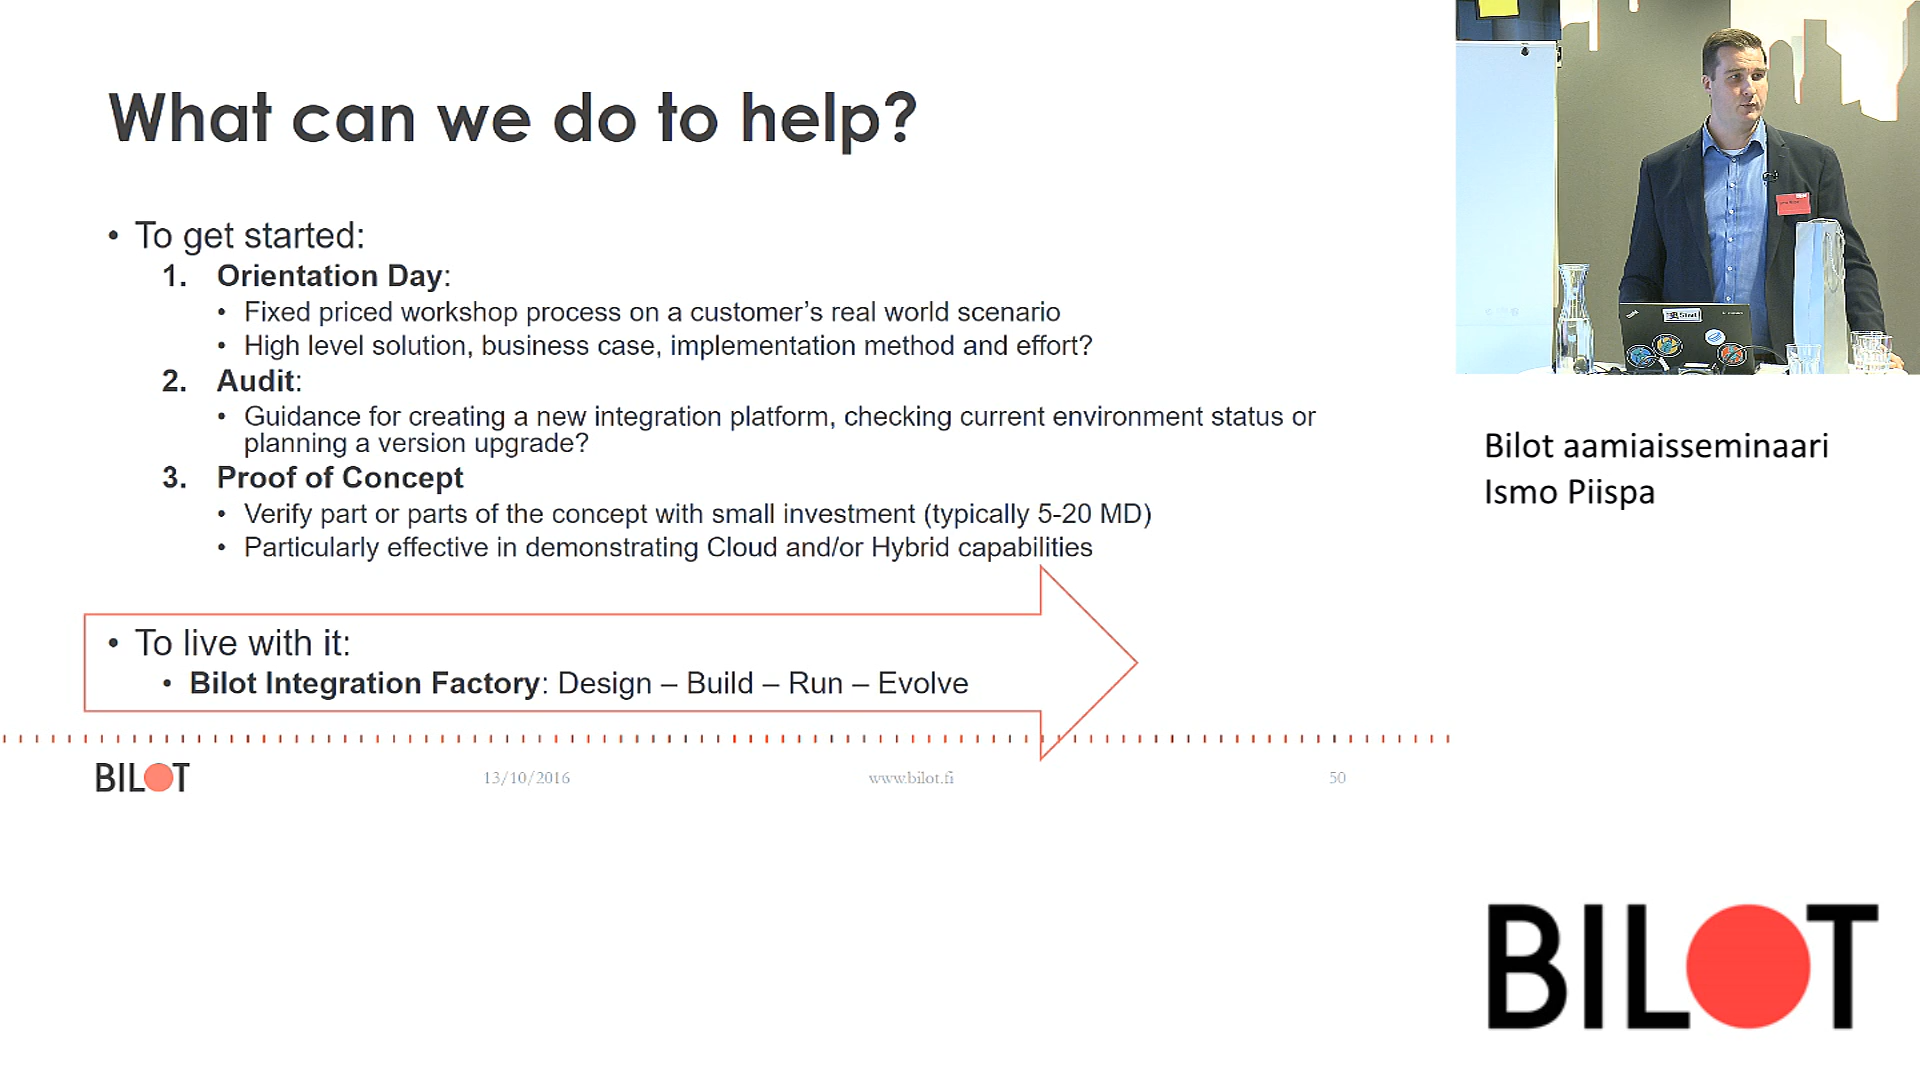 What can we do to help?
• To get started:
1. Orientation Day:
• Fixed priced workshop process on a customer’s real world scenario
• High level solution, business case, implementation method and effort?
2. Audit:
• Guidance for creating a new integration platform, checking current environment status or
planning a version upgrade?
3. Proof of Concept
• Verify part or parts of the concept with small investment (typically 5-20 MD)
• Particularly effective in demonstrating Cloud and/or Hybrid capabilities
• To live with it:
• Bilot Integration Factory: Design – Build – Run – Evolve
BILOT
13/10/2016
www.bilot.fi
50
Bilot aamiaisseminaari
Ismo Piispa
BILOT